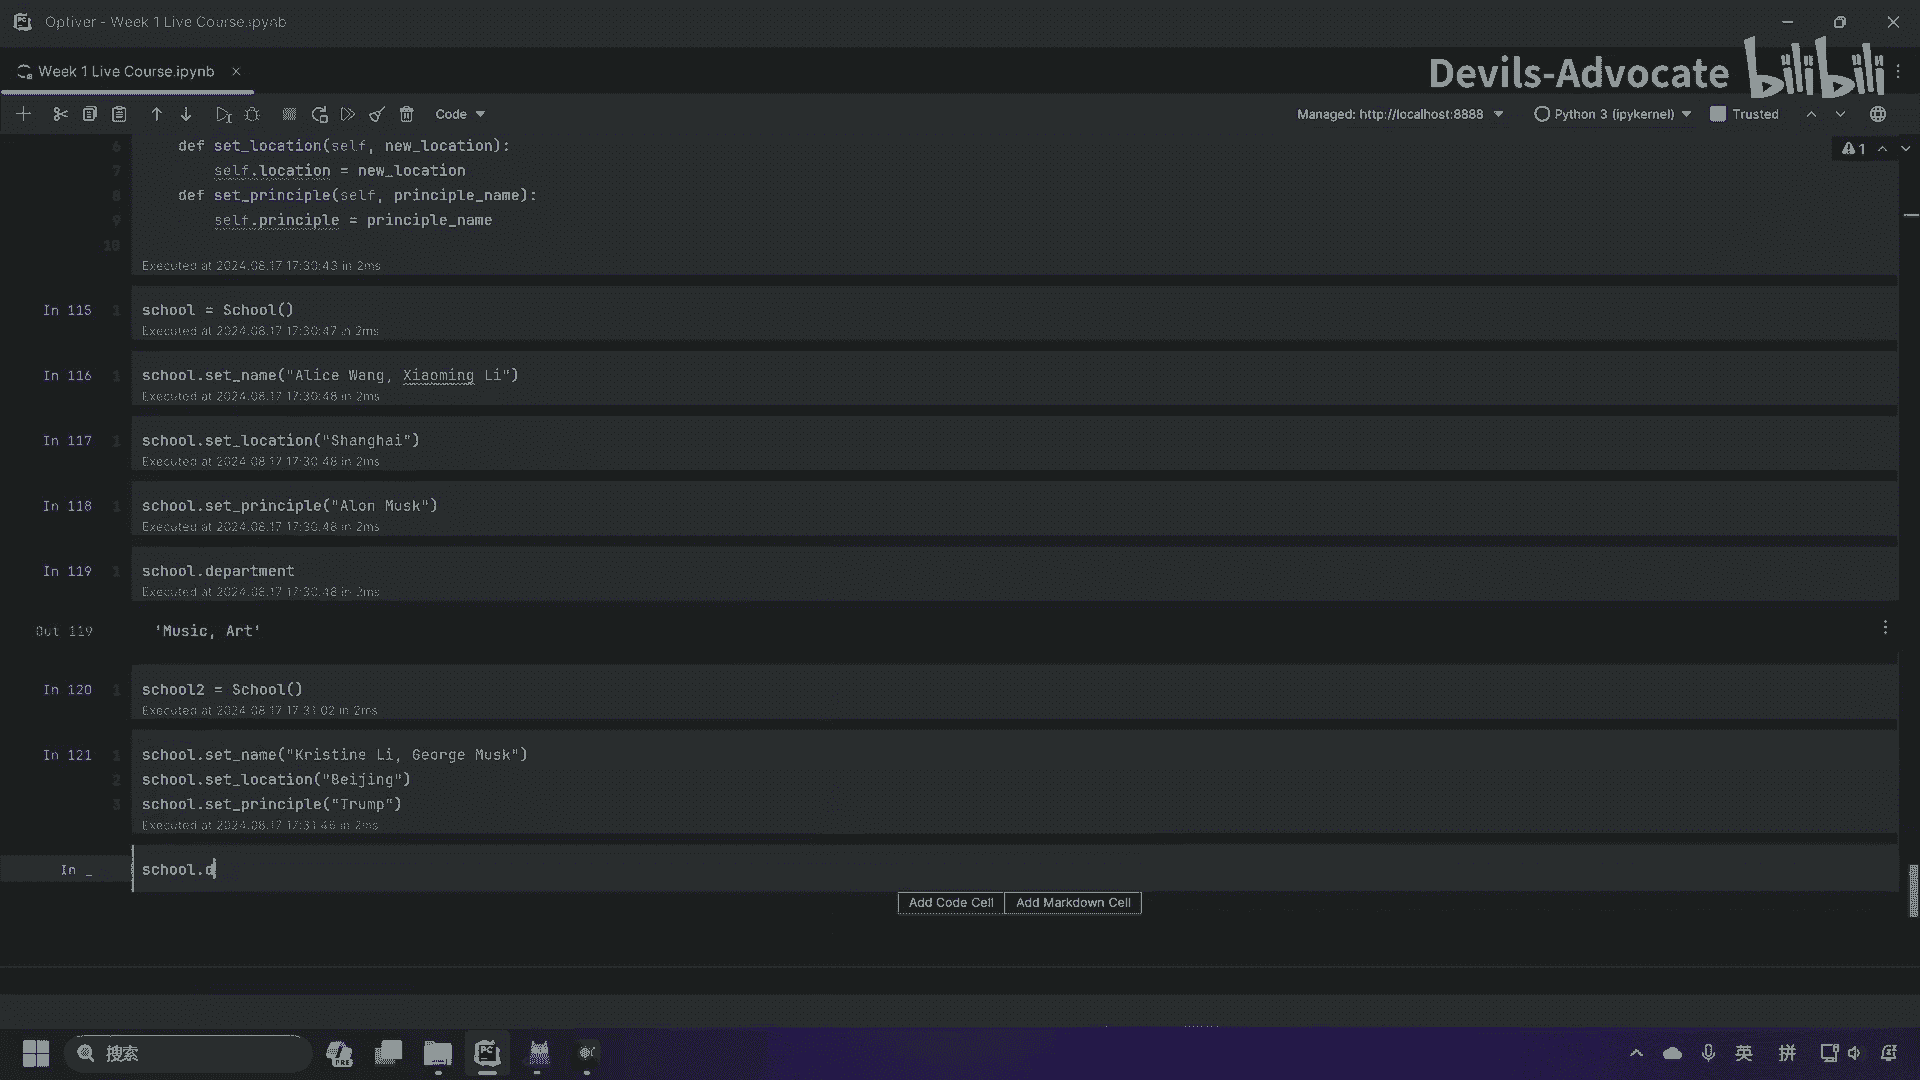 Optiver - Week 1 Live Course.ipynb
Week 1 Live Course.ipynb
Devils-Advocate bilibili
Code
Managed: http://localhost:8888
Python 3 (ipykernel)
Trusted
1
6 def set_location(self, new_location):
7 self.location = new_location
8 def set_principle(self, principle_name):
9 self.principle = principle_name
10
Executed at 2024.08.17 17:30:43 in 2ms
In 115 1 school = School()
Executed at 2024.08.17 17:30:47 in 2ms
In 116 1 school.set_name("Alice Wang, Xiaoming Li")
Executed at 2024.08.17 17:30:48 in 2ms
In 117 1 school.set_location("Shanghai")
Executed at 2024.08.17 17:30:48 in 2ms
In 118 1 school.set_principle("Alon Musk")
Executed at 2024.08.17 17:30:48 in 2ms
In 119 1 school.department
Executed at 2024.08.17 17:30:48 in 2ms
Out 119 'Music, Art'
In 120 1 school2 = School()
Executed at 2024.08.17 17:31:02 in 2ms
In 121 1 school.set_name("Kristine Li, George Musk")
2 school.set_location("Beijing")
3 school.set_principle("Trump")
Executed at 2024.08.17 17:31:46 in 2ms
In _ school.d
Add Code Cell Add Markdown Cell
搜索
PRE
PC
英
拼